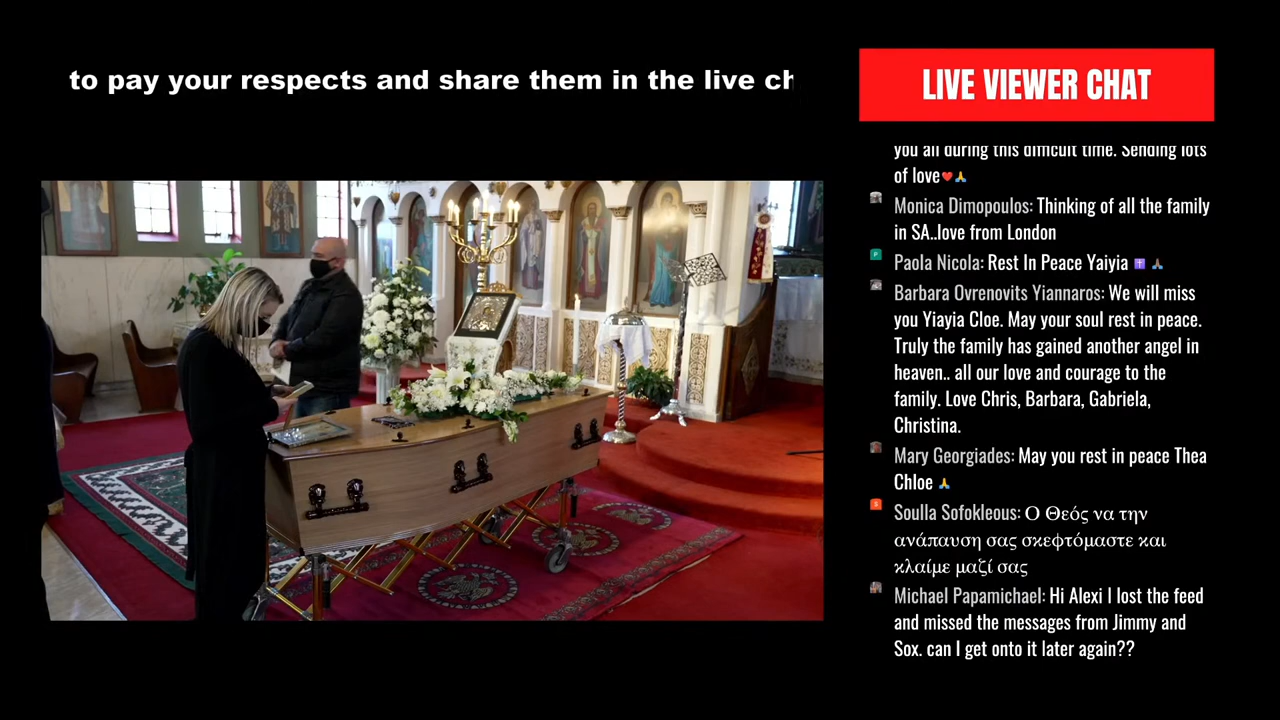 to pay your respects and share them in the live ch
LIVE VIEWER CHAT
you all during this difficult time. Sending lots
of love❤️🙏
Monica Dimopoulos: Thinking of all the family
in SA..love from London
Paola Nicola: Rest In Peace Yaiyia ✝️ 🙏🏽
Barbara Ovrenovits Yiannaros: We will miss
you Yiayia Cloe. May your soul rest in peace.
Truly the family has gained another angel in
heaven.. all our love and courage to the
family. Love Chris, Barbara, Gabriela,
Christina.
Mary Georgiades: May you rest in peace Thea
Chloe 🙏
Soulla Sofokleous: Ο Θεός να την
ανάπαυση σας σκεφτόμαστε και
κλαίμε μαζί σας
Michael Papamichael: Hi Alexi I lost the feed
and missed the messages from Jimmy and
Sox. can I get onto it later again??